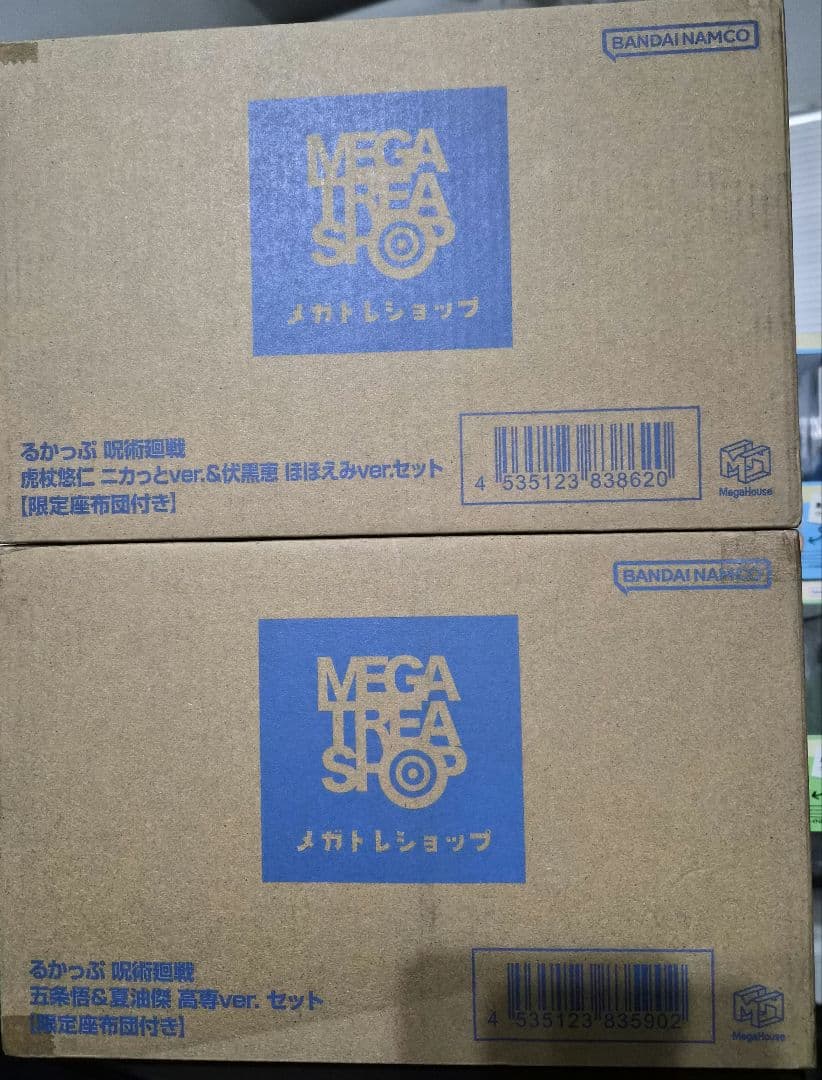 BANDAI NAMCO
MEGA
TREA
SHOP
メガトレショップ
るかっぷ 呪術廻戦
虎杖悠仁 ニカっとver.&伏黒恵 ほほえみver.セット
【限定座布団付き】
4 535123 838620
MegaHouse
BANDAI NAMCO
MEGA
TREA
SHOP
メガトレショップ
るかっぷ 呪術廻戦
五条悟&夏油傑 高専ver. セット
【限定座布団付き】
4 535123 835902
MegaHouse